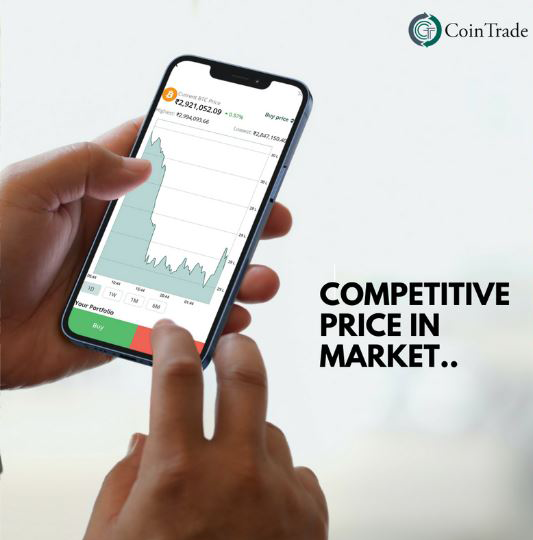 CoinTrade
Current BTC Price
₹2,921,052.09 0.57%
Buy price
Highest: ₹2,994,093.66
Lowest: ₹2,847,150.40
1D 1W 1M 6M
Your Portfolio
Buy
COMPETITIVE
PRICE IN
MARKET..